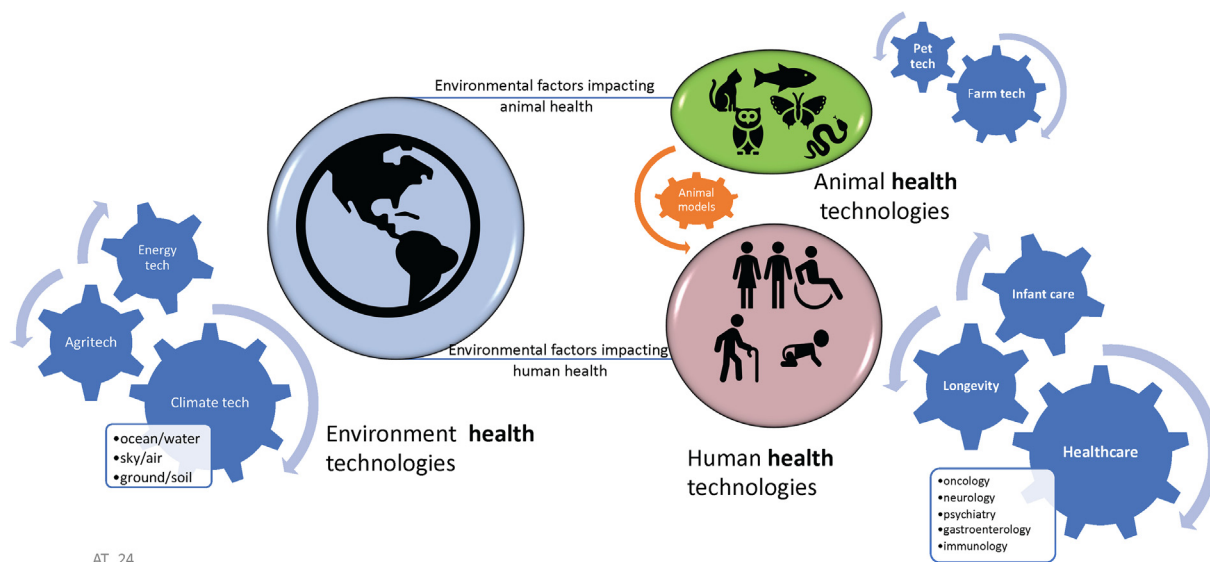 Environmental factors impacting
animal health
Pet
tech
Farm tech
Animal health
technologies
Animal
models
Energy
tech
Agritech
Climate tech
•ocean/water
•sky/air
•ground/soil
Environment health
technologies
Environmental factors impacting
human health
Human health
technologies
Infant care
Longevity
Healthcare
•oncology
•neurology
•psychiatry
•gastroenterology
•immunology
AT 24